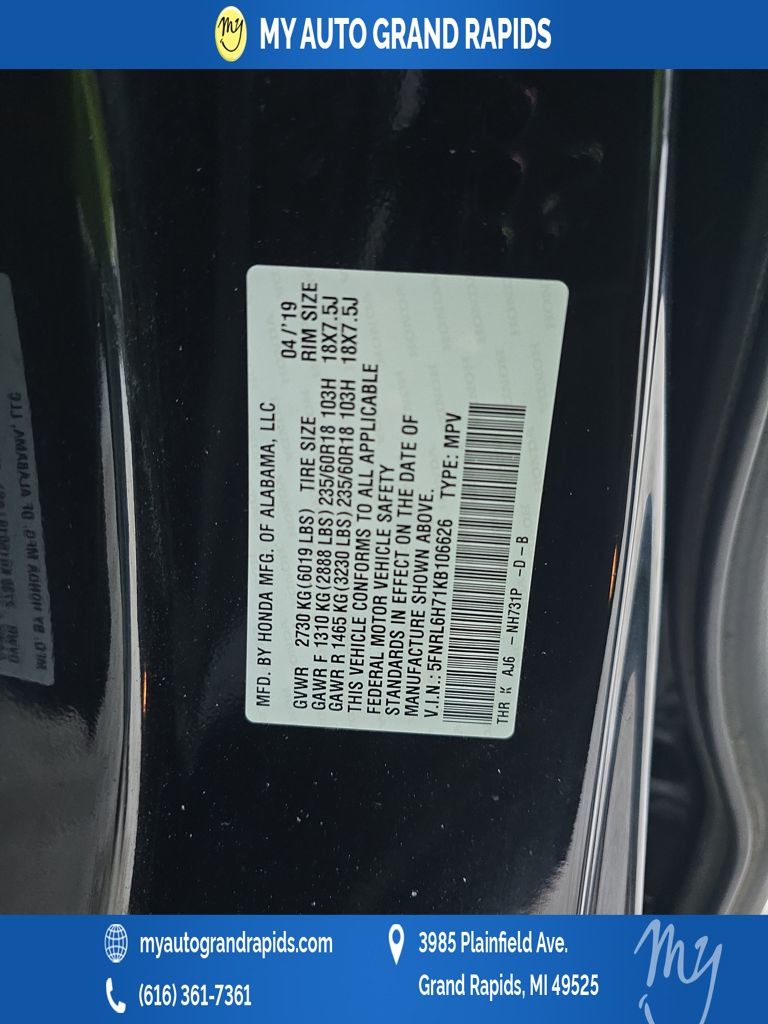 my MY AUTO GRAND RAPIDS
MFD. BY HONDA MFG. OF ALABAMA, LLC 04/'19
GVWR 2730 KG(6019 LBS) TIRE SIZE RIM SIZE
GAWR F 1310 KG(2888 LBS)235/60R18 103H 18X7.5J
GAWR R 1465 KG(3230 LBS)235/60R18 103H 18X7.5J
THIS VEHICLE CONFORMS TO ALL APPLICABLE
FEDERAL MOTOR VEHICLE SAFETY
STANDARDS IN EFFECT ON THE DATE OF
MANUFACTURE SHOWN ABOVE.
V.I.N.: 5FNRL6H71KB106626 TYPE: MPV
THR K AJ6 -NH731P -D-B
myautograndrapids.com
(616) 361-7361
3985 Plainfield Ave.
Grand Rapids, MI 49525
my